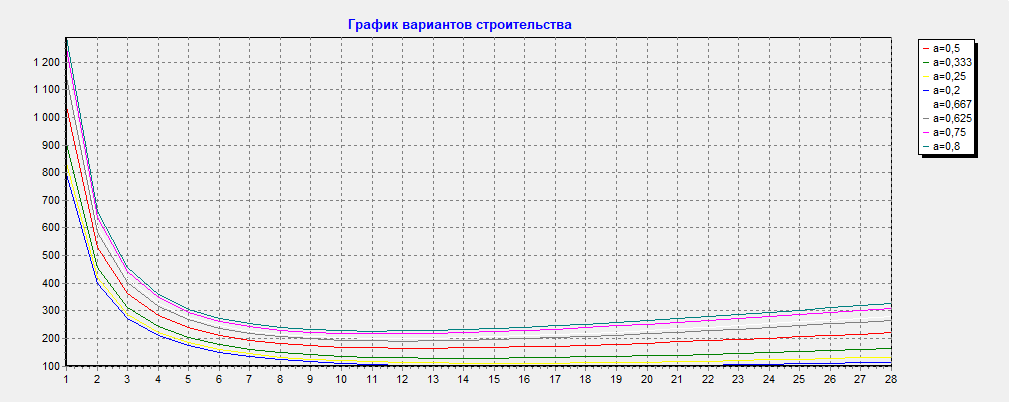 График вариантов строительства
1 200
1 100
1 000
900
800
700
600
500
400
300
200
100
1 2 3 4 5 6 7 8 9 10 11 12 13 14 15 16 17 18 19 20 21 22 23 24 25 26 27 28
a=0,5
a=0,333
a=0,25
a=0,2
a=0,667
a=0,625
a=0,75
a=0,8